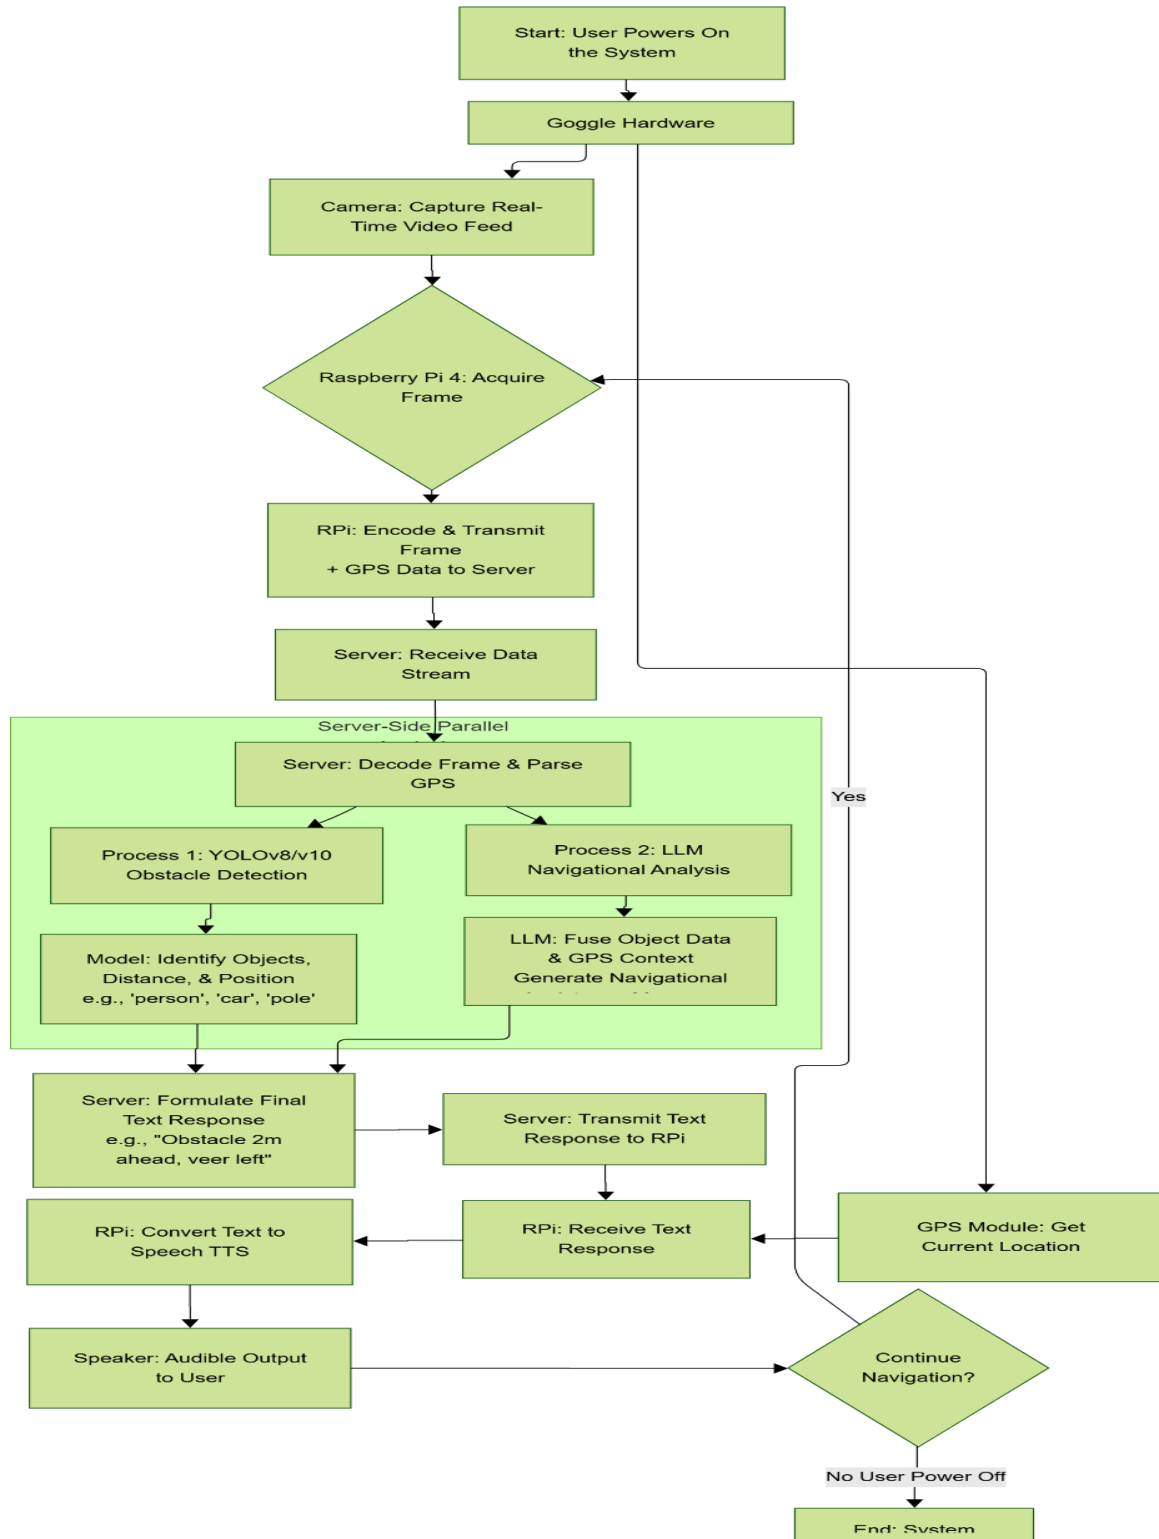 Start: User Powers On
the System
Goggle Hardware
Camera: Capture Real-
Time Video Feed
Raspberry Pi 4: Acquire
Frame
RPi: Encode & Transmit
Frame
+ GPS Data to Server
Server: Receive Data
Stream
Server-Side Parallel
Server: Decode Frame & Parse
GPS
Process 1: YOLOv8/v10
Obstacle Detection
Process 2: LLM
Navigational Analysis
Model: Identify Objects,
Distance, & Position
e.g., 'person', 'car', 'pole'
LLM: Fuse Object Data
& GPS Context
Generate Navigational
Yes
Server: Formulate Final
Text Response
e.g., "Obstacle 2m
ahead, veer left"
Server: Transmit Text
Response to RPi
RPi: Convert Text to
Speech TTS
RPi: Receive Text
Response
GPS Module: Get
Current Location
Speaker: Audible Output
to User
Continue
Navigation?
No User Power Off
End: System